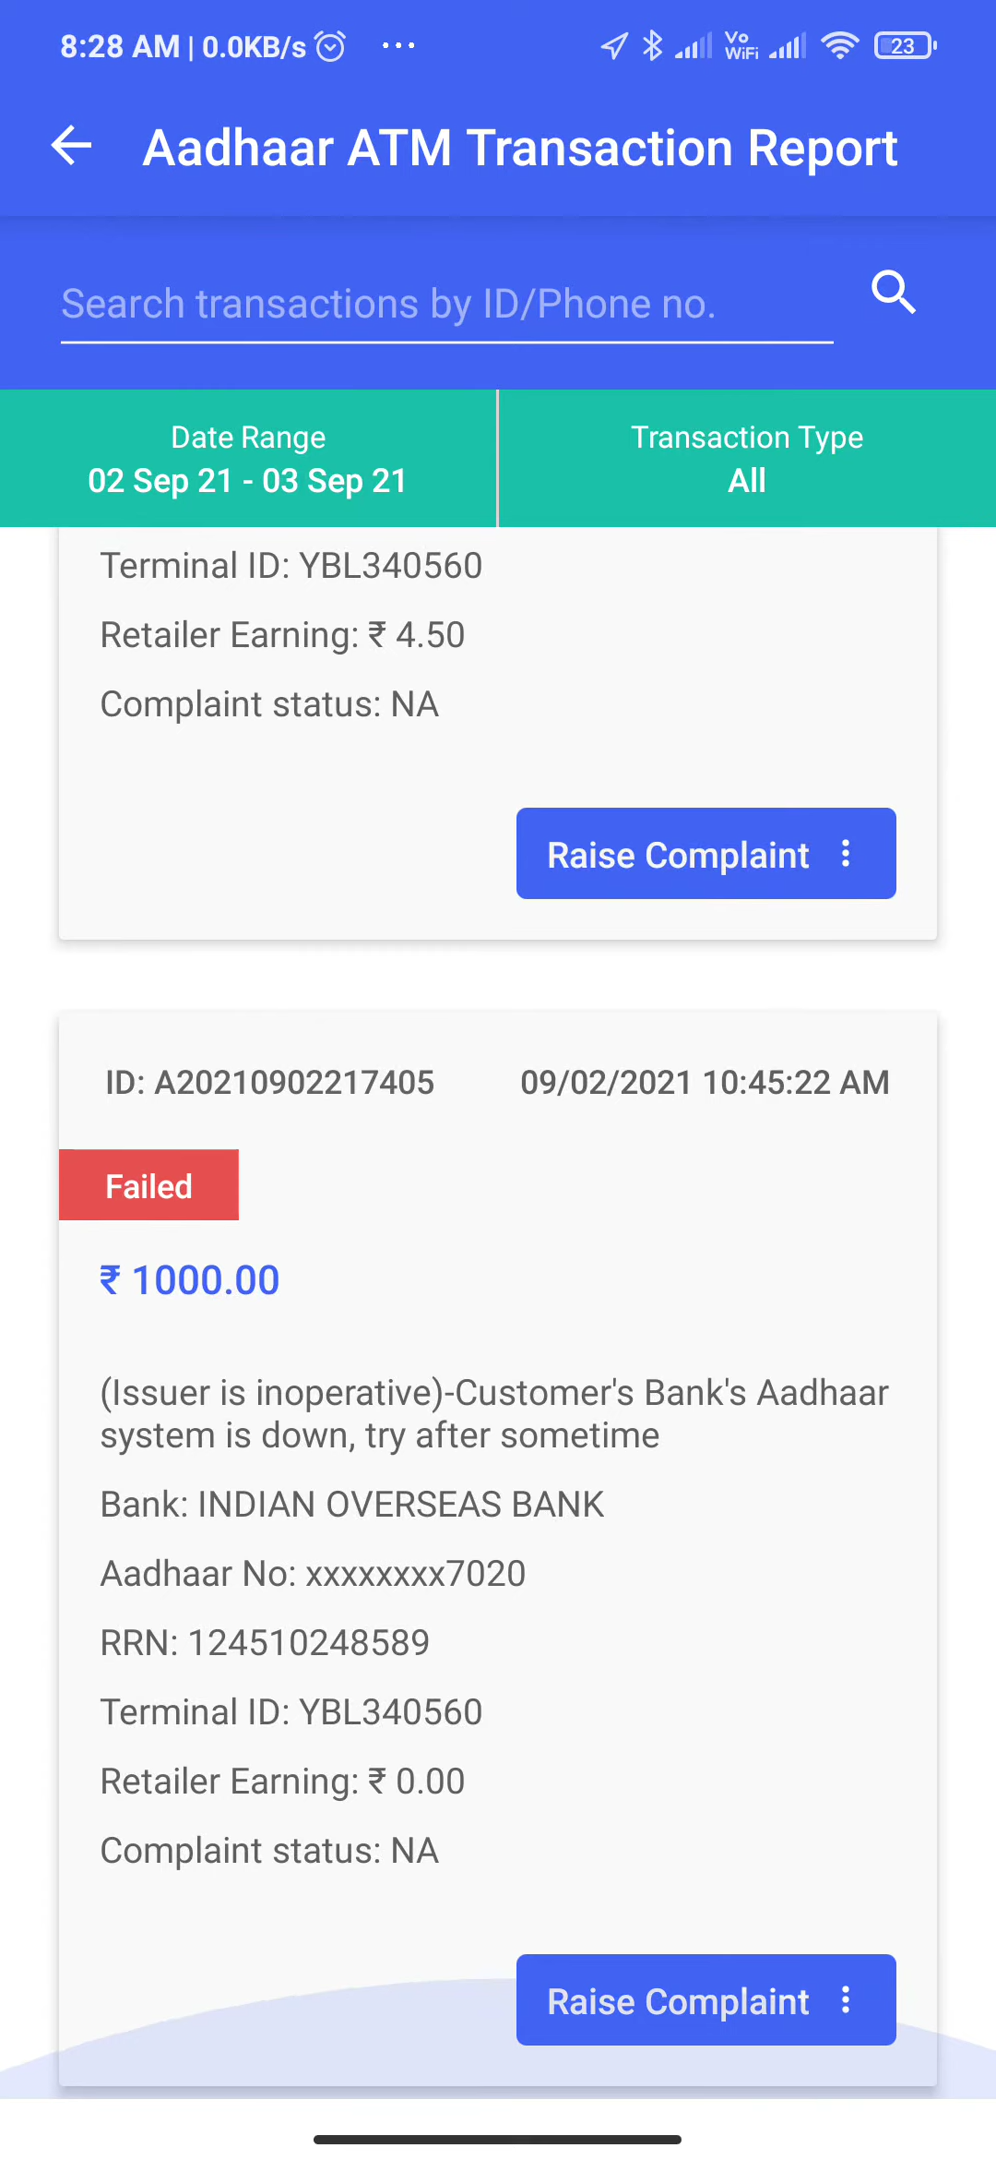 8:28 AM | 0.0KB/s ...
Vo WiFi 23
Aadhaar ATM Transaction Report
Search transactions by ID/Phone no.
Date Range
02 Sep 21 - 03 Sep 21
Transaction Type
All
Terminal ID: YBL340560
Retailer Earning: ₹ 4.50
Complaint status: NA
Raise Complaint
ID: A20210902217405 09/02/2021 10:45:22 AM
Failed
₹ 1000.00
(Issuer is inoperative)-Customer's Bank's Aadhaar
system is down, try after sometime
Bank: INDIAN OVERSEAS BANK
Aadhaar No: xxxxxxxx7020
RRN: 124510248589
Terminal ID: YBL340560
Retailer Earning: ₹ 0.00
Complaint status: NA
Raise Complaint